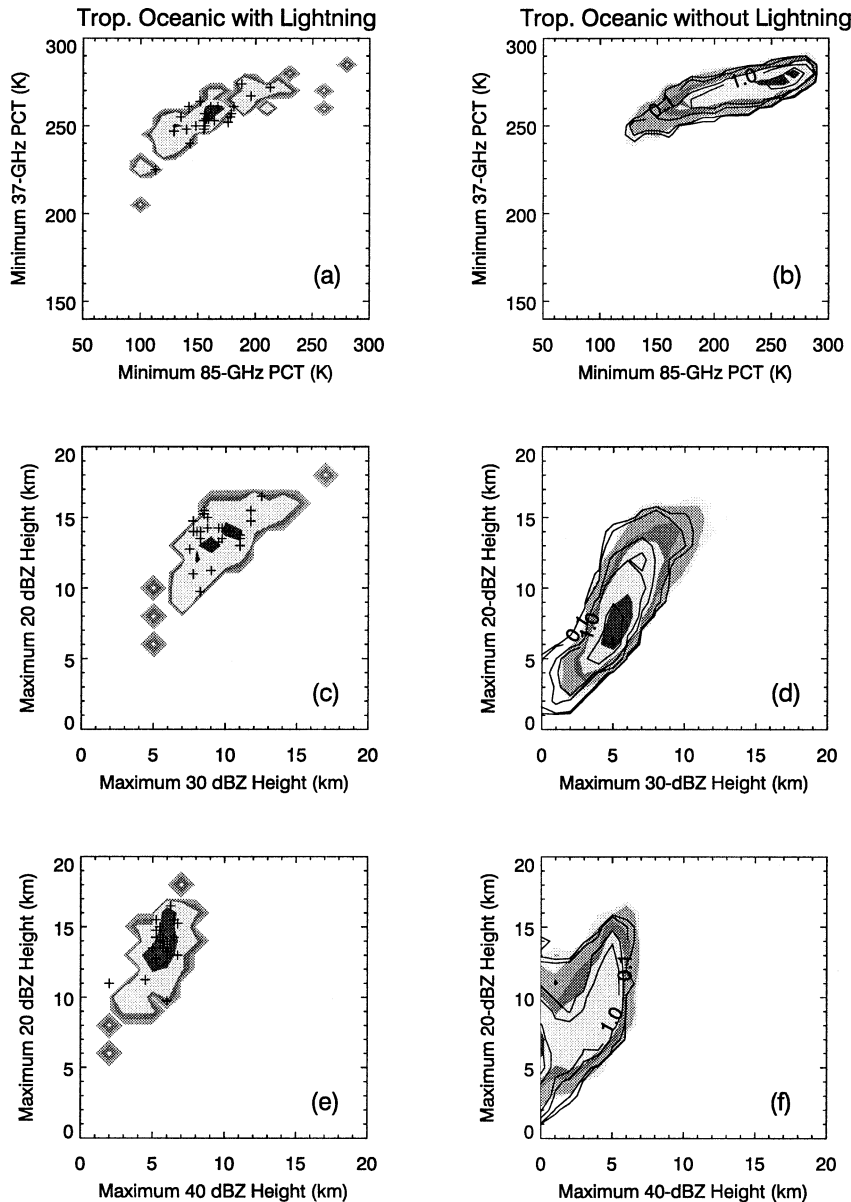 Trop. Oceanic with Lightning
Trop. Oceanic without Lightning
300
250
200
150
Minimum 37-GHz PCT (K)
(a)
50 100 150 200 250 300
Minimum 85-GHz PCT (K)
300
250
200
150
Minimum 37-GHz PCT (K)
0.1
1.0
(b)
50 100 150 200 250 300
Minimum 85-GHz PCT (K)
20
15
10
5
0
Maximum 20 dBZ Height (km)
(c)
0 5 10 15 20
Maximum 30 dBZ Height (km)
20
15
10
5
0
Maximum 20-dBZ Height (km)
0.1
1.0
(d)
0 5 10 15 20
Maximum 30-dBZ Height (km)
20
15
10
5
0
Maximum 20 dBZ Height (km)
(e)
0 5 10 15 20
Maximum 40 dBZ Height (km)
20
15
10
5
0
Maximum 20-dBZ Height (km)
0.1
1.0
(f)
0 5 10 15 20
Maximum 40-dBZ Height (km)